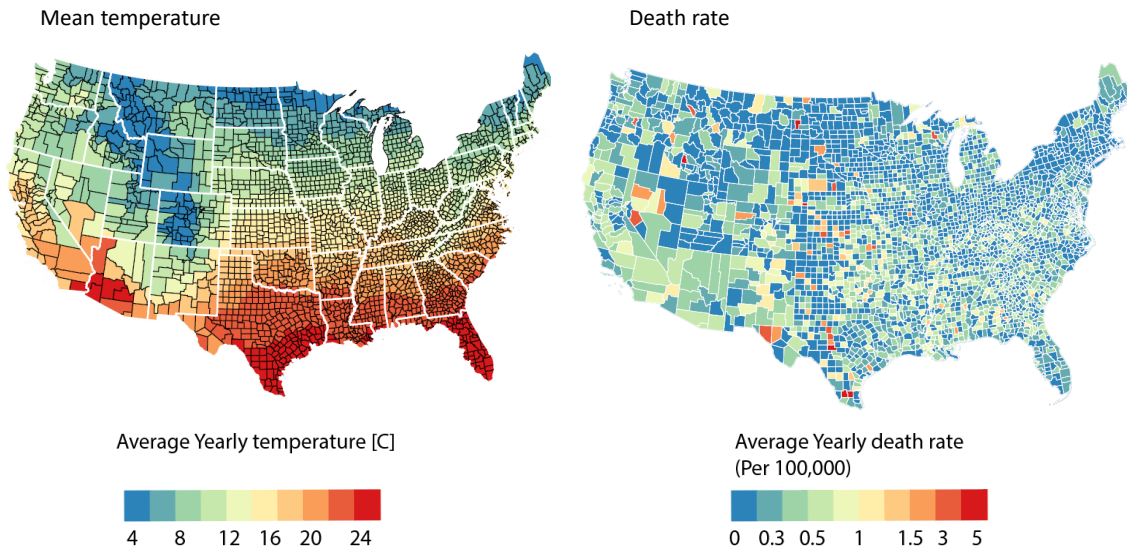 Mean temperature
Death rate
Average Yearly temperature [C]
4 8 12 16 20 24
Average Yearly death rate
(Per 100,000)
0 0.3 0.5 1 1.5 3 5